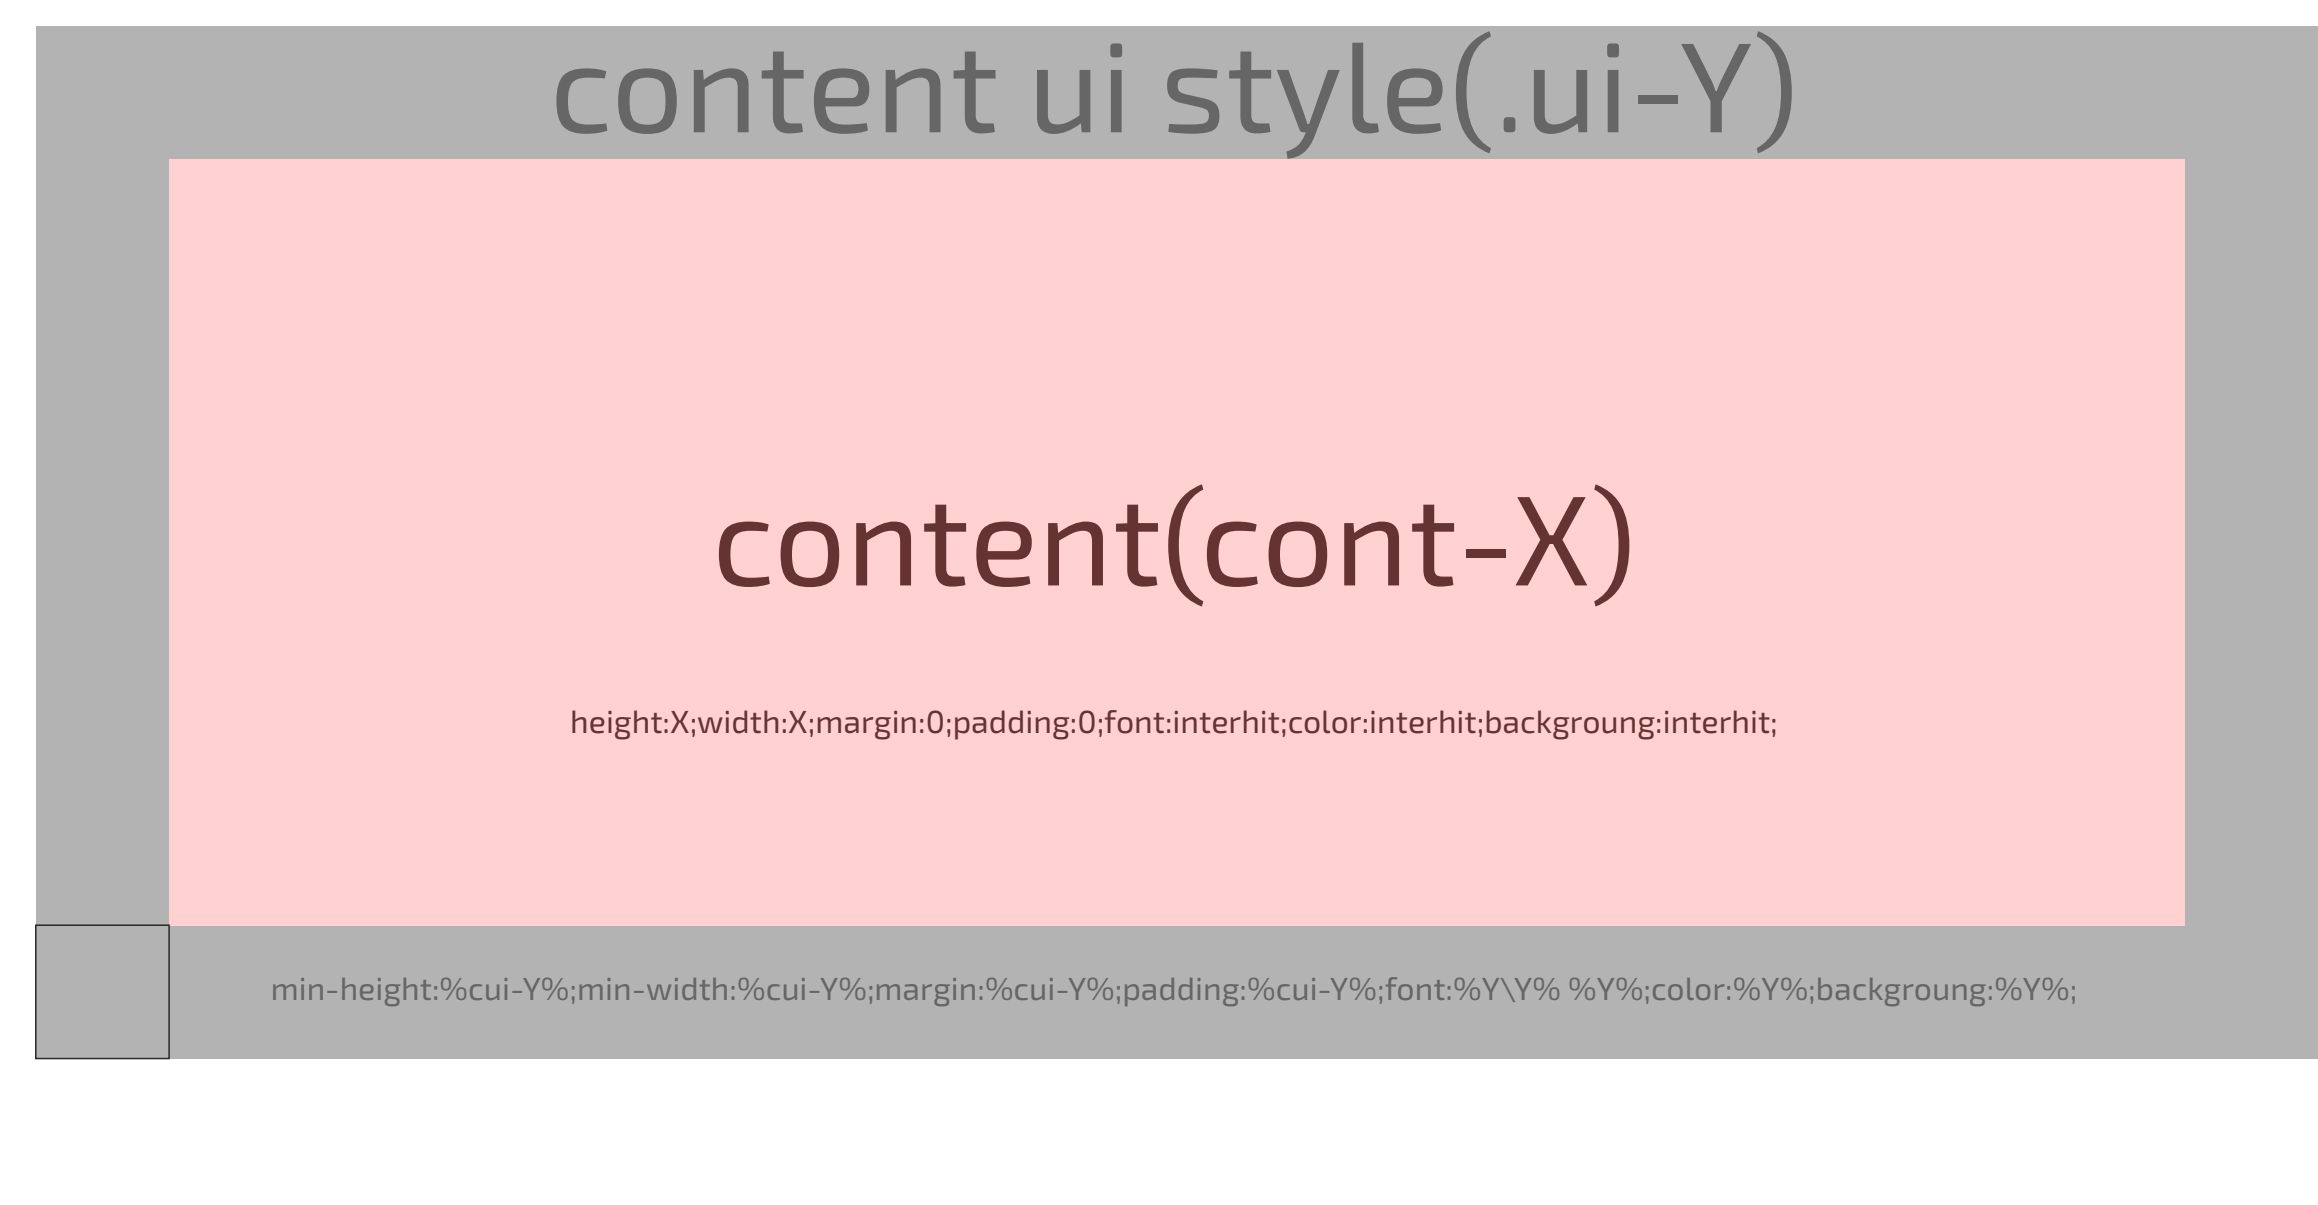 content ui style(.ui-Y)
content(cont-X)
height:X;width:X;margin:0;padding:0;font:interhit;color:interhit;backgroung:interhit;
min-height:%cui-Y%;min-width:%cui-Y%;margin:%cui-Y%;padding:%cui-Y%;font:%Y\Y% %Y%;color:%Y%;backgroung:%Y%;